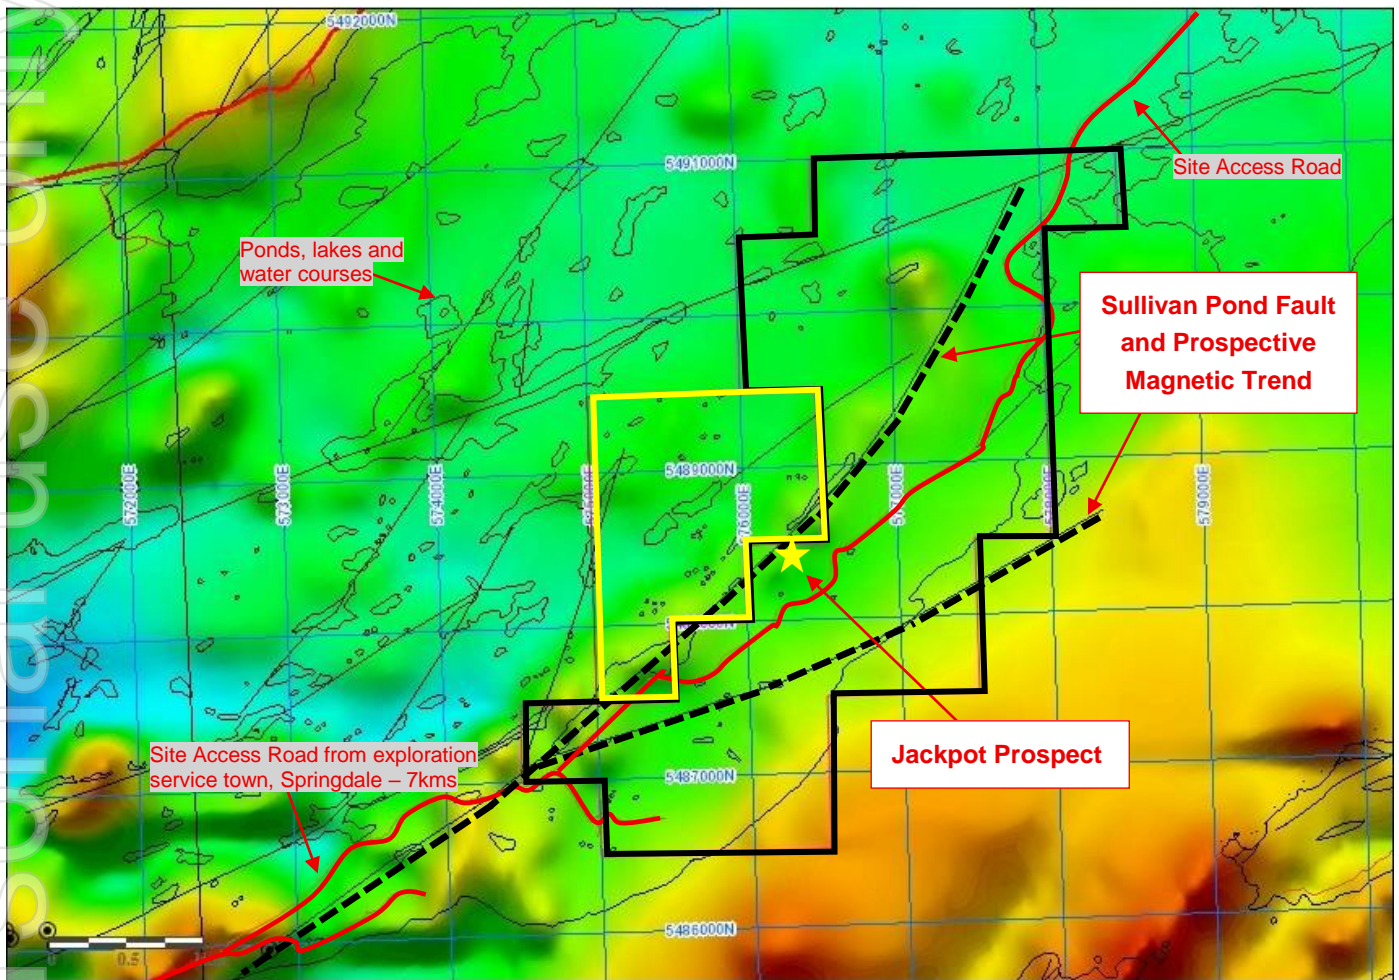 5492000N
5491000N
Site Access Road
Ponds, lakes and
water courses
Sullivan Pond Fault
and Prospective
Magnetic Trend
5489000N
572000E
573000E
574000E
576000E
577000E
579000E
Jackpot Prospect
Site Access Road from exploration
service town, Springdale – 7kms
5487000N
5486000N
0
0.5